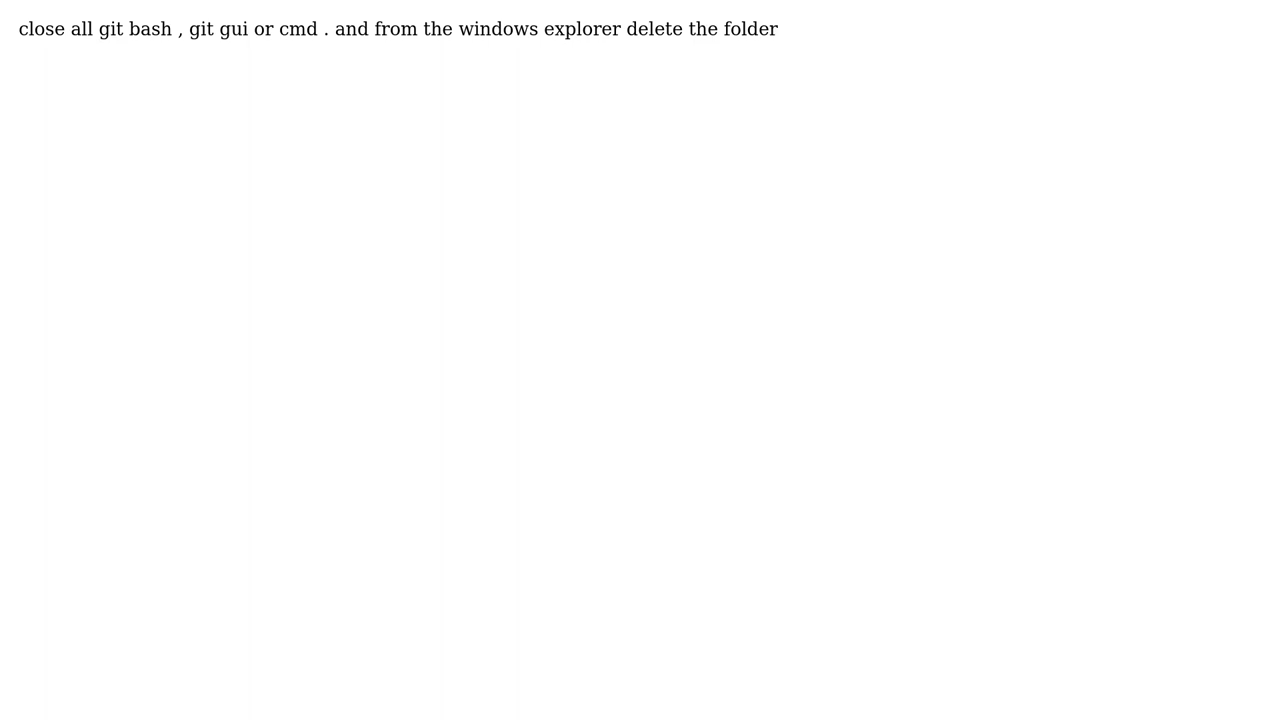 close all git bash , git gui or cmd . and from the windows explorer delete the folder